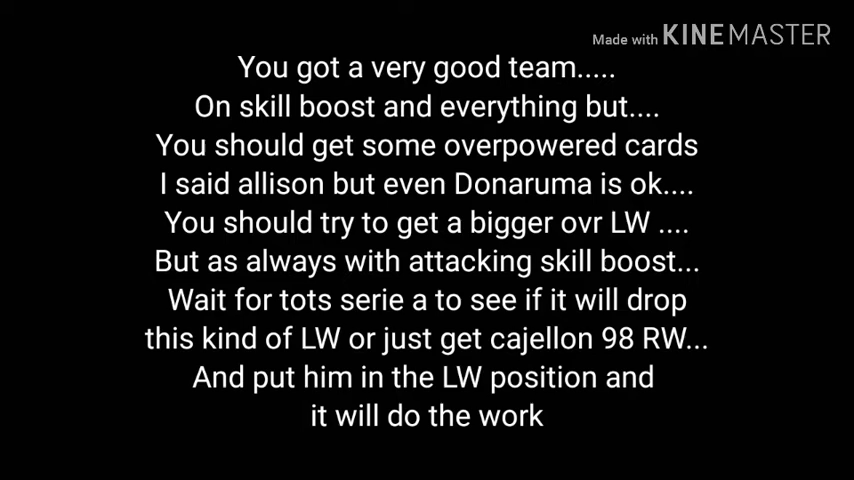 Made with KINEMASTER
You got a very good team.....
On skill boost and everything but....
You should get some overpowered cards
I said allison but even Donaruma is ok....
You should try to get a bigger ovr LW ....
But as always with attacking skill boost...
Wait for tots serie a to see if it will drop
this kind of LW or just get cajellon 98 RW...
And put him in the LW position and
it will do the work